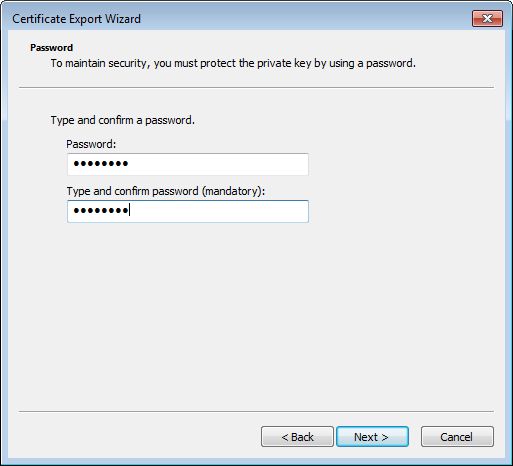 Certificate Export Wizard
Password
To maintain security, you must protect the private key by using a password.
Type and confirm a password.
Password:
●●●●●●●●
Type and confirm password (mandatory):
●●●●●●●●
< Back
Next >
Cancel